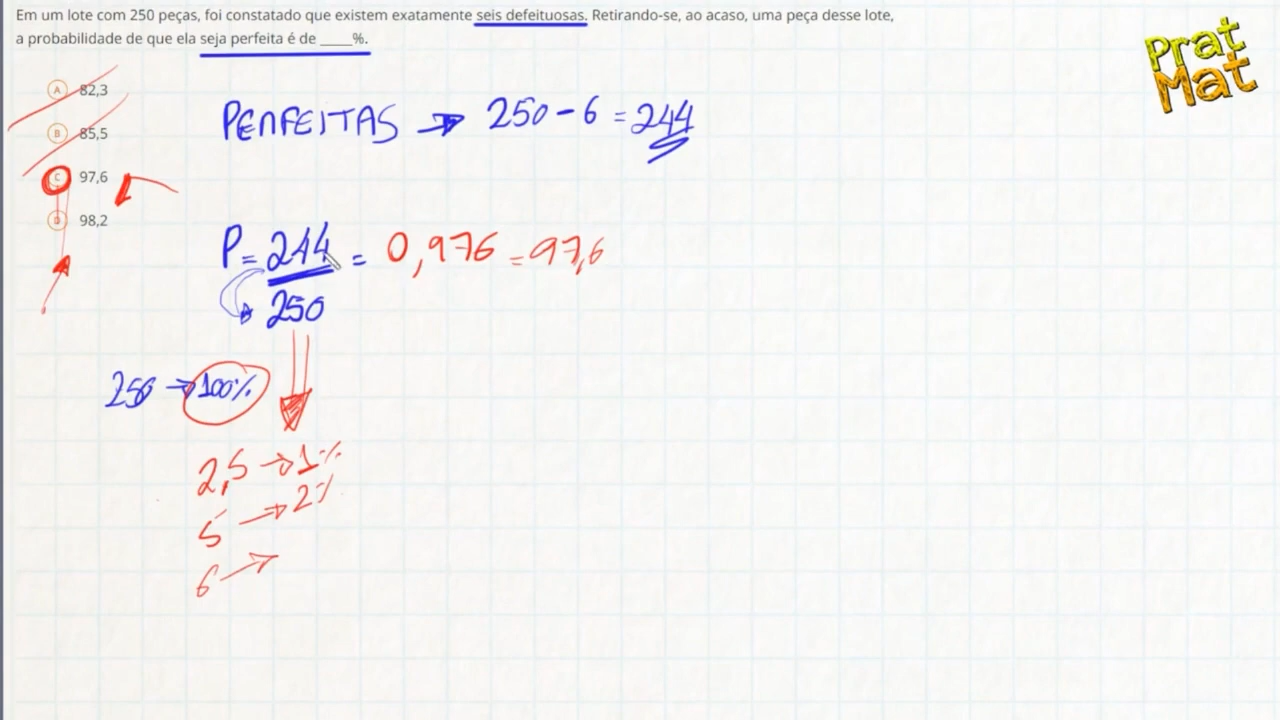 Em um lote com 250 peças, foi constatado que existem exatamente seis defeituosas. Retirando-se, ao acaso, uma peça desse lote,
a probabilidade de que ela seja perfeita é de _____%.
A 82,3
B 85,5
C 97,6
D 98,2
PERFEITAS → 250 - 6 = 244
P = 244 = 0,976 = 97,6
250
250 → 100%
2,5 → 1%
5 → 2%
6 →
Prat
Mat